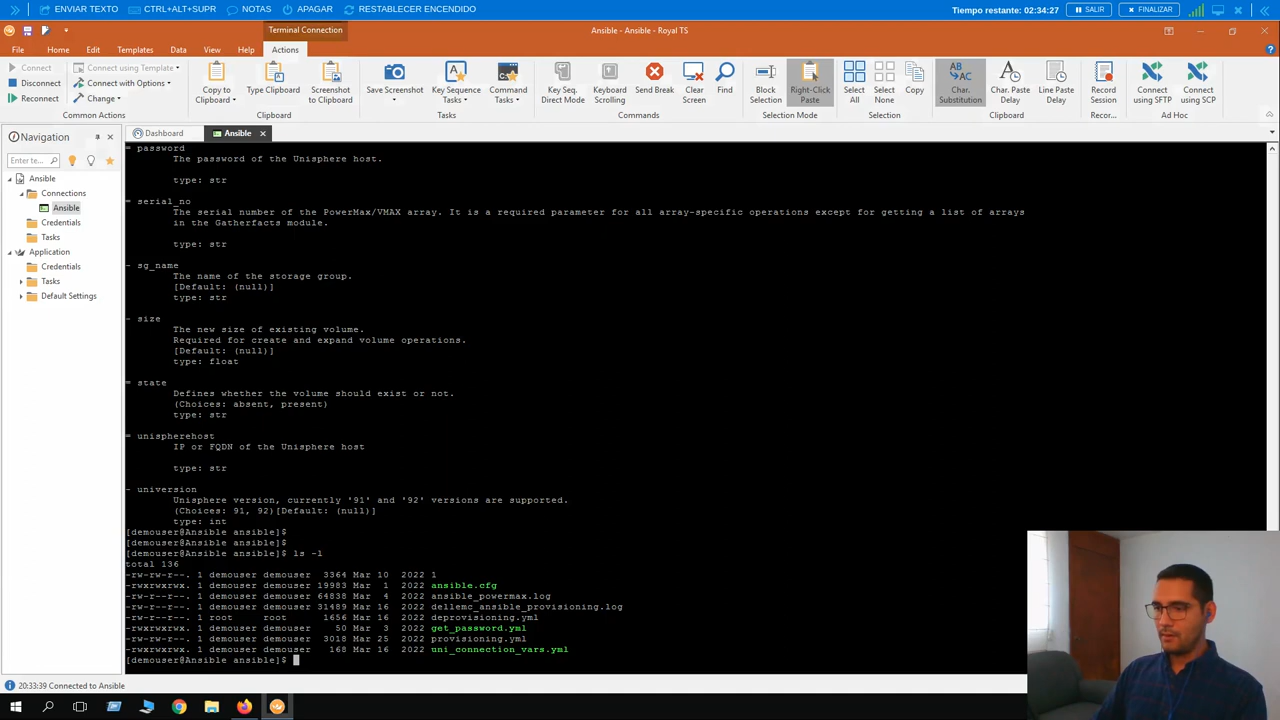 ENVIAR TEXTO CTRL+ALT+SUPR NOTAS APAGAR RESTABLECER ENCENDIDO Tiempo restante: 02:34:27 SALIR FINALIZAR
Terminal Connection Ansible - Ansible - Royal TS
File Home Edit Templates Data View Help Actions
Connect
Disconnect
Reconnect
Connect using Template
Connect with Options
Change
Common Actions
Copy to Clipboard
Type Clipboard
Screenshot to Clipboard
Clipboard
Save Screenshot
Key Sequence Tasks
Command Tasks
Tasks
Key Seq. Direct Mode
Keyboard Scrolling
Send Break
Clear Screen
Find
Commands
Block Selection
Right-Click Paste
Selection Mode
Select All
Select None
Copy
Selection
Char. Substitution
Char. Paste Delay
Line Paste Delay
Clipboard
Record Session
Recor...
Connect using SFTP
Connect using SCP
Ad Hoc
Navigation
Enter te...
Ansible
Connections
Ansible
Credentials
Tasks
Application
Credentials
Tasks
Default Settings
Dashboard Ansible
= password
The password of the Unisphere host.
type: str
= serial_no
The serial number of the PowerMax/VMAX array. It is a required parameter for all array-specific operations except for getting a list of arrays
in the Gatherfacts module.
type: str
- sg_name
The name of the storage group.
[Default: (null)]
type: str
- size
The new size of existing volume.
Required for create and expand volume operations.
[Default: (null)]
type: float
= state
Defines whether the volume should exist or not.
(Choices: absent, present)
type: str
= unispherehost
IP or FQDN of the Unisphere host
type: str
- universion
Unisphere version, currently '91' and '92' versions are supported.
(Choices: 91, 92)[Default: (null)]
type: int
[demouser@Ansible ansible]$
[demouser@Ansible ansible]$
[demouser@Ansible ansible]$ ls -l
total 136
-rw-rw-r--. 1 demouser demouser 3364 Mar 10 2022 1
-rwxrwxrwx. 1 demouser demouser 19983 Mar 1 2022 ansible.cfg
-rw-rw-r--. 1 demouser demouser 64838 Mar 4 2022 ansible_powermax.log
-rw-rw-r--. 1 demouser demouser 31489 Mar 16 2022 dellemc_ansible_provisioning.log
-rw-r--r--. 1 root root 1656 Mar 16 2022 deprovisioning.yml
-rwxrwxrwx. 1 demouser demouser 50 Mar 3 2022 get_password.yml
-rw-rw-r--. 1 demouser demouser 3018 Mar 25 2022 provisioning.yml
-rwxrwxrwx. 1 demouser demouser 168 Mar 16 2022 uni_connection_vars.yml
[demouser@Ansible ansible]$
20:33:39 Connected to Ansible